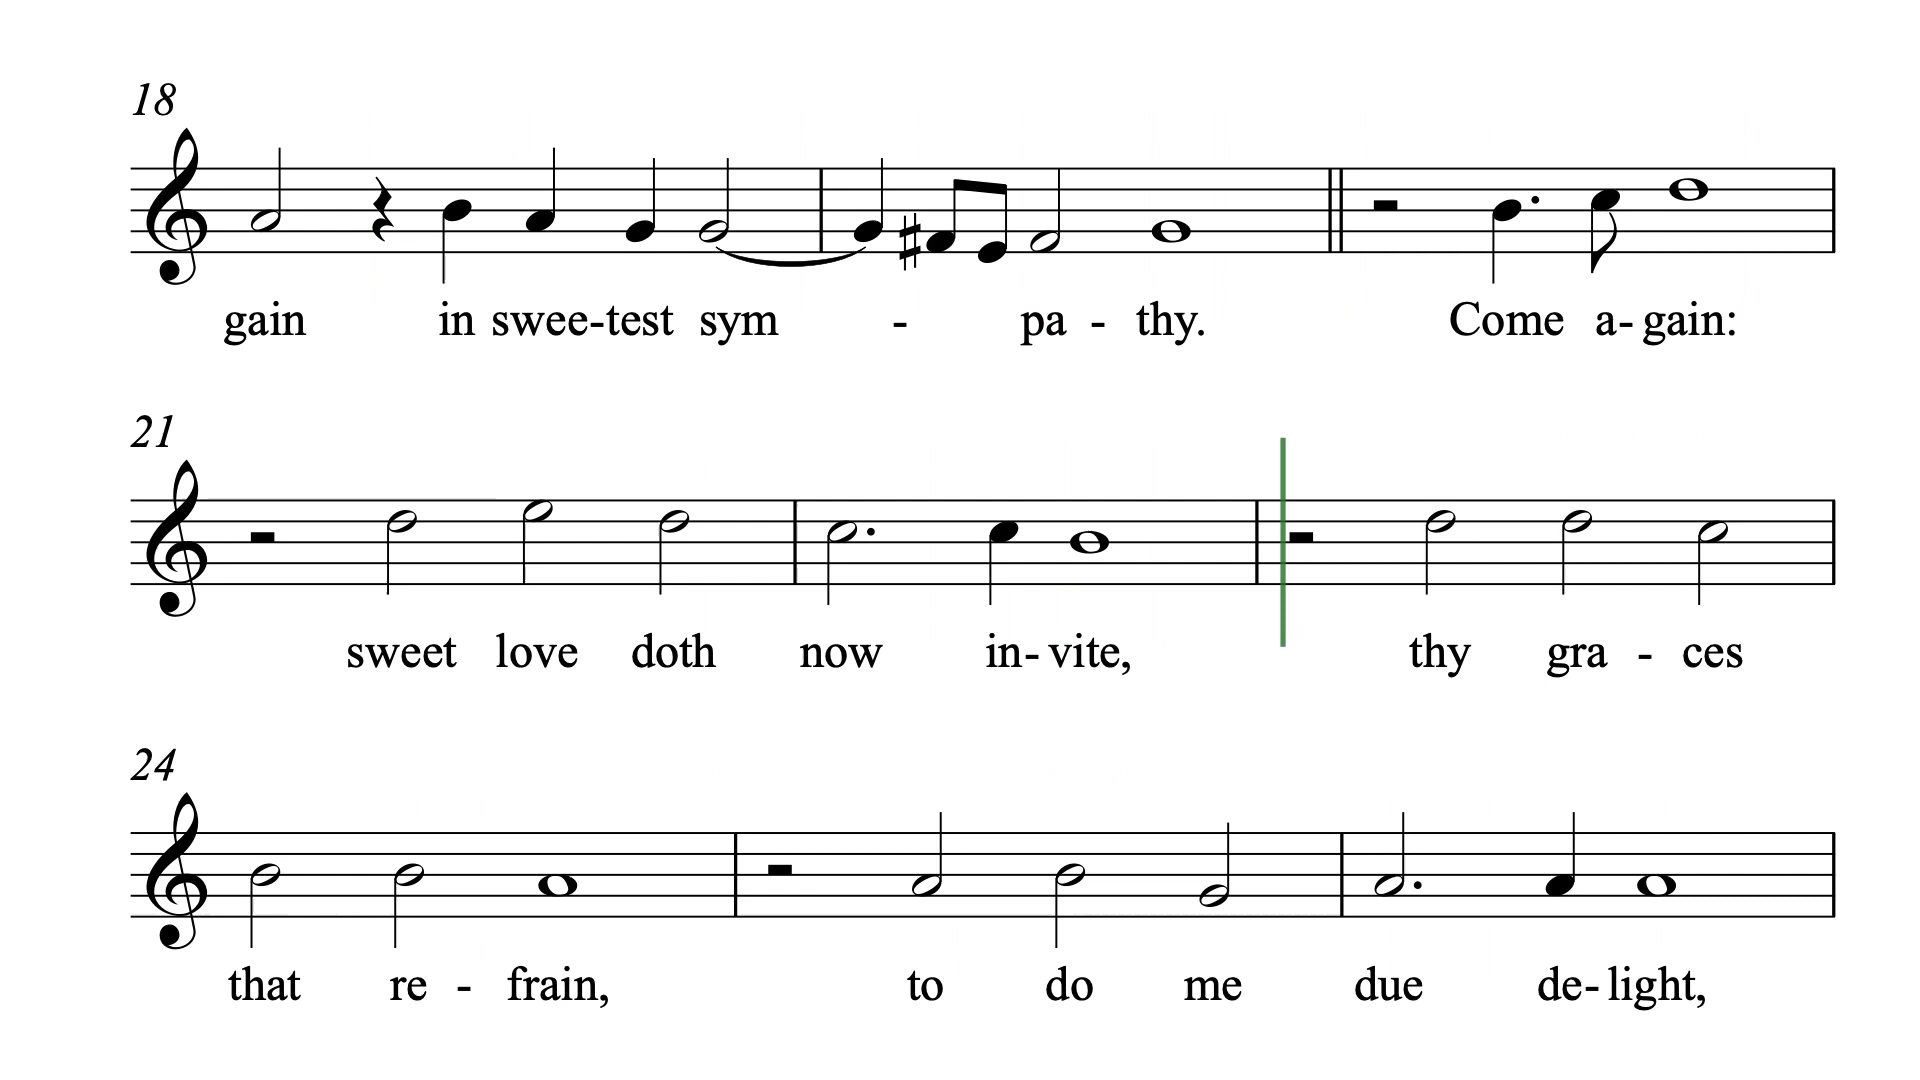 18
gain in swee-test sym - pa - thy. Come a-gain:
21
sweet love doth now in-vite, thy gra - ces
24
that re - frain, to do me due de-light,